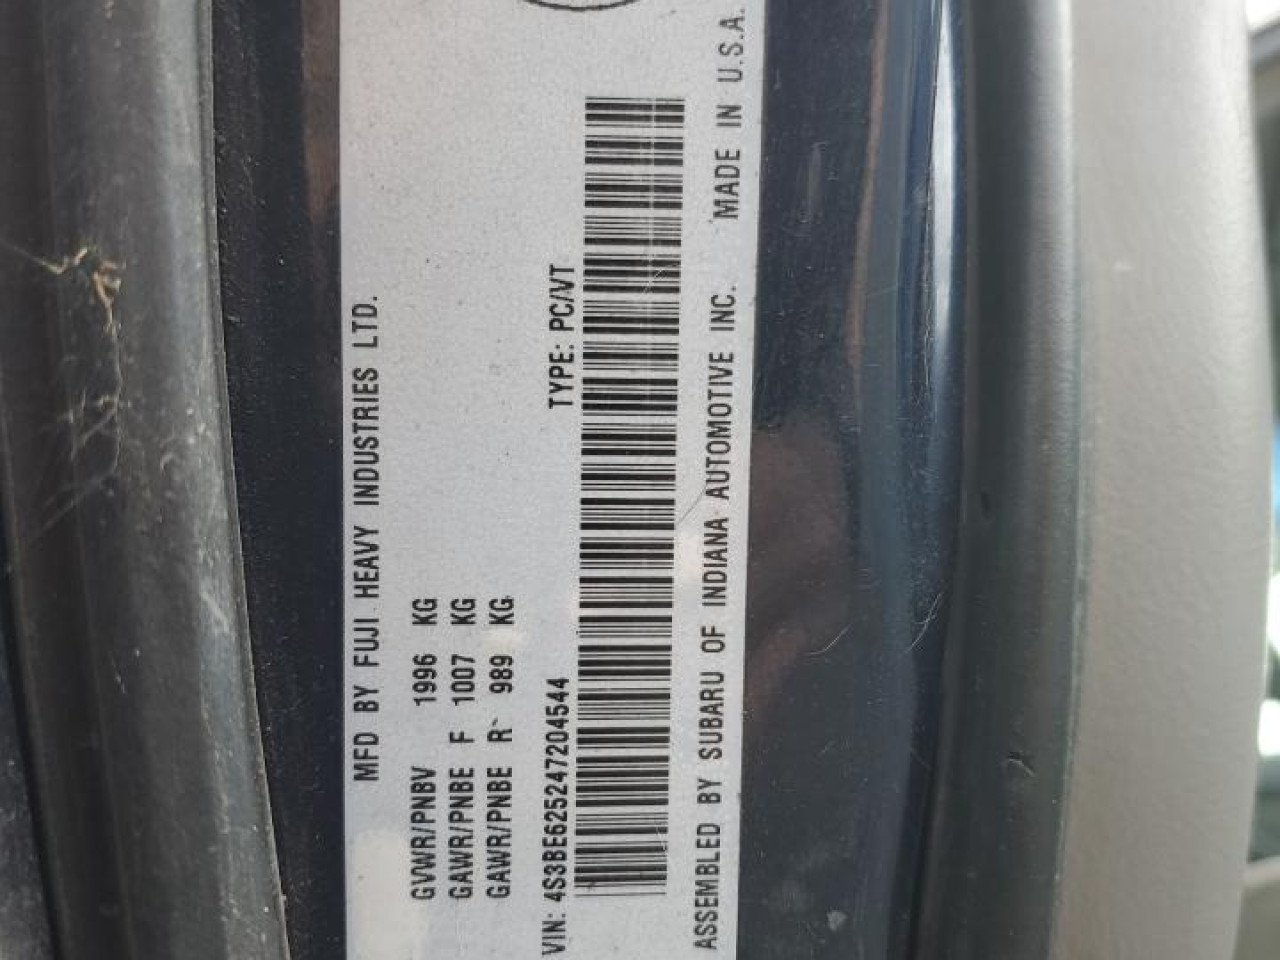 MFD BY FUJI HEAVY INDUSTRIES LTD.
GVWR/PNBV 1996 KG
GAWR/PNBE F 1007 KG
GAWR/PNBE R 989 KG
VIN: 4S3BE625247204544 TYPE: PC/VT
ASSEMBLED BY SUBARU OF INDIANA AUTOMOTIVE INC. MADE IN U.S.A.